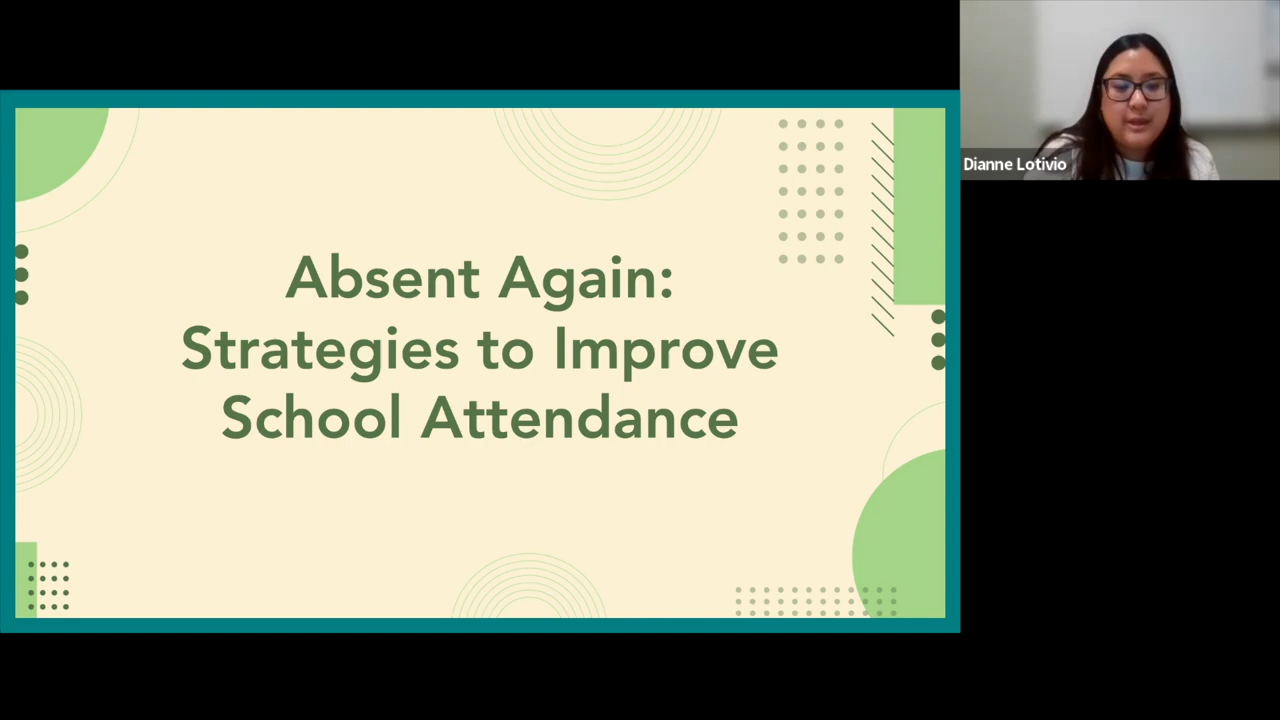 Absent Again:
Strategies to Improve
School Attendance
Dianne Lotivio